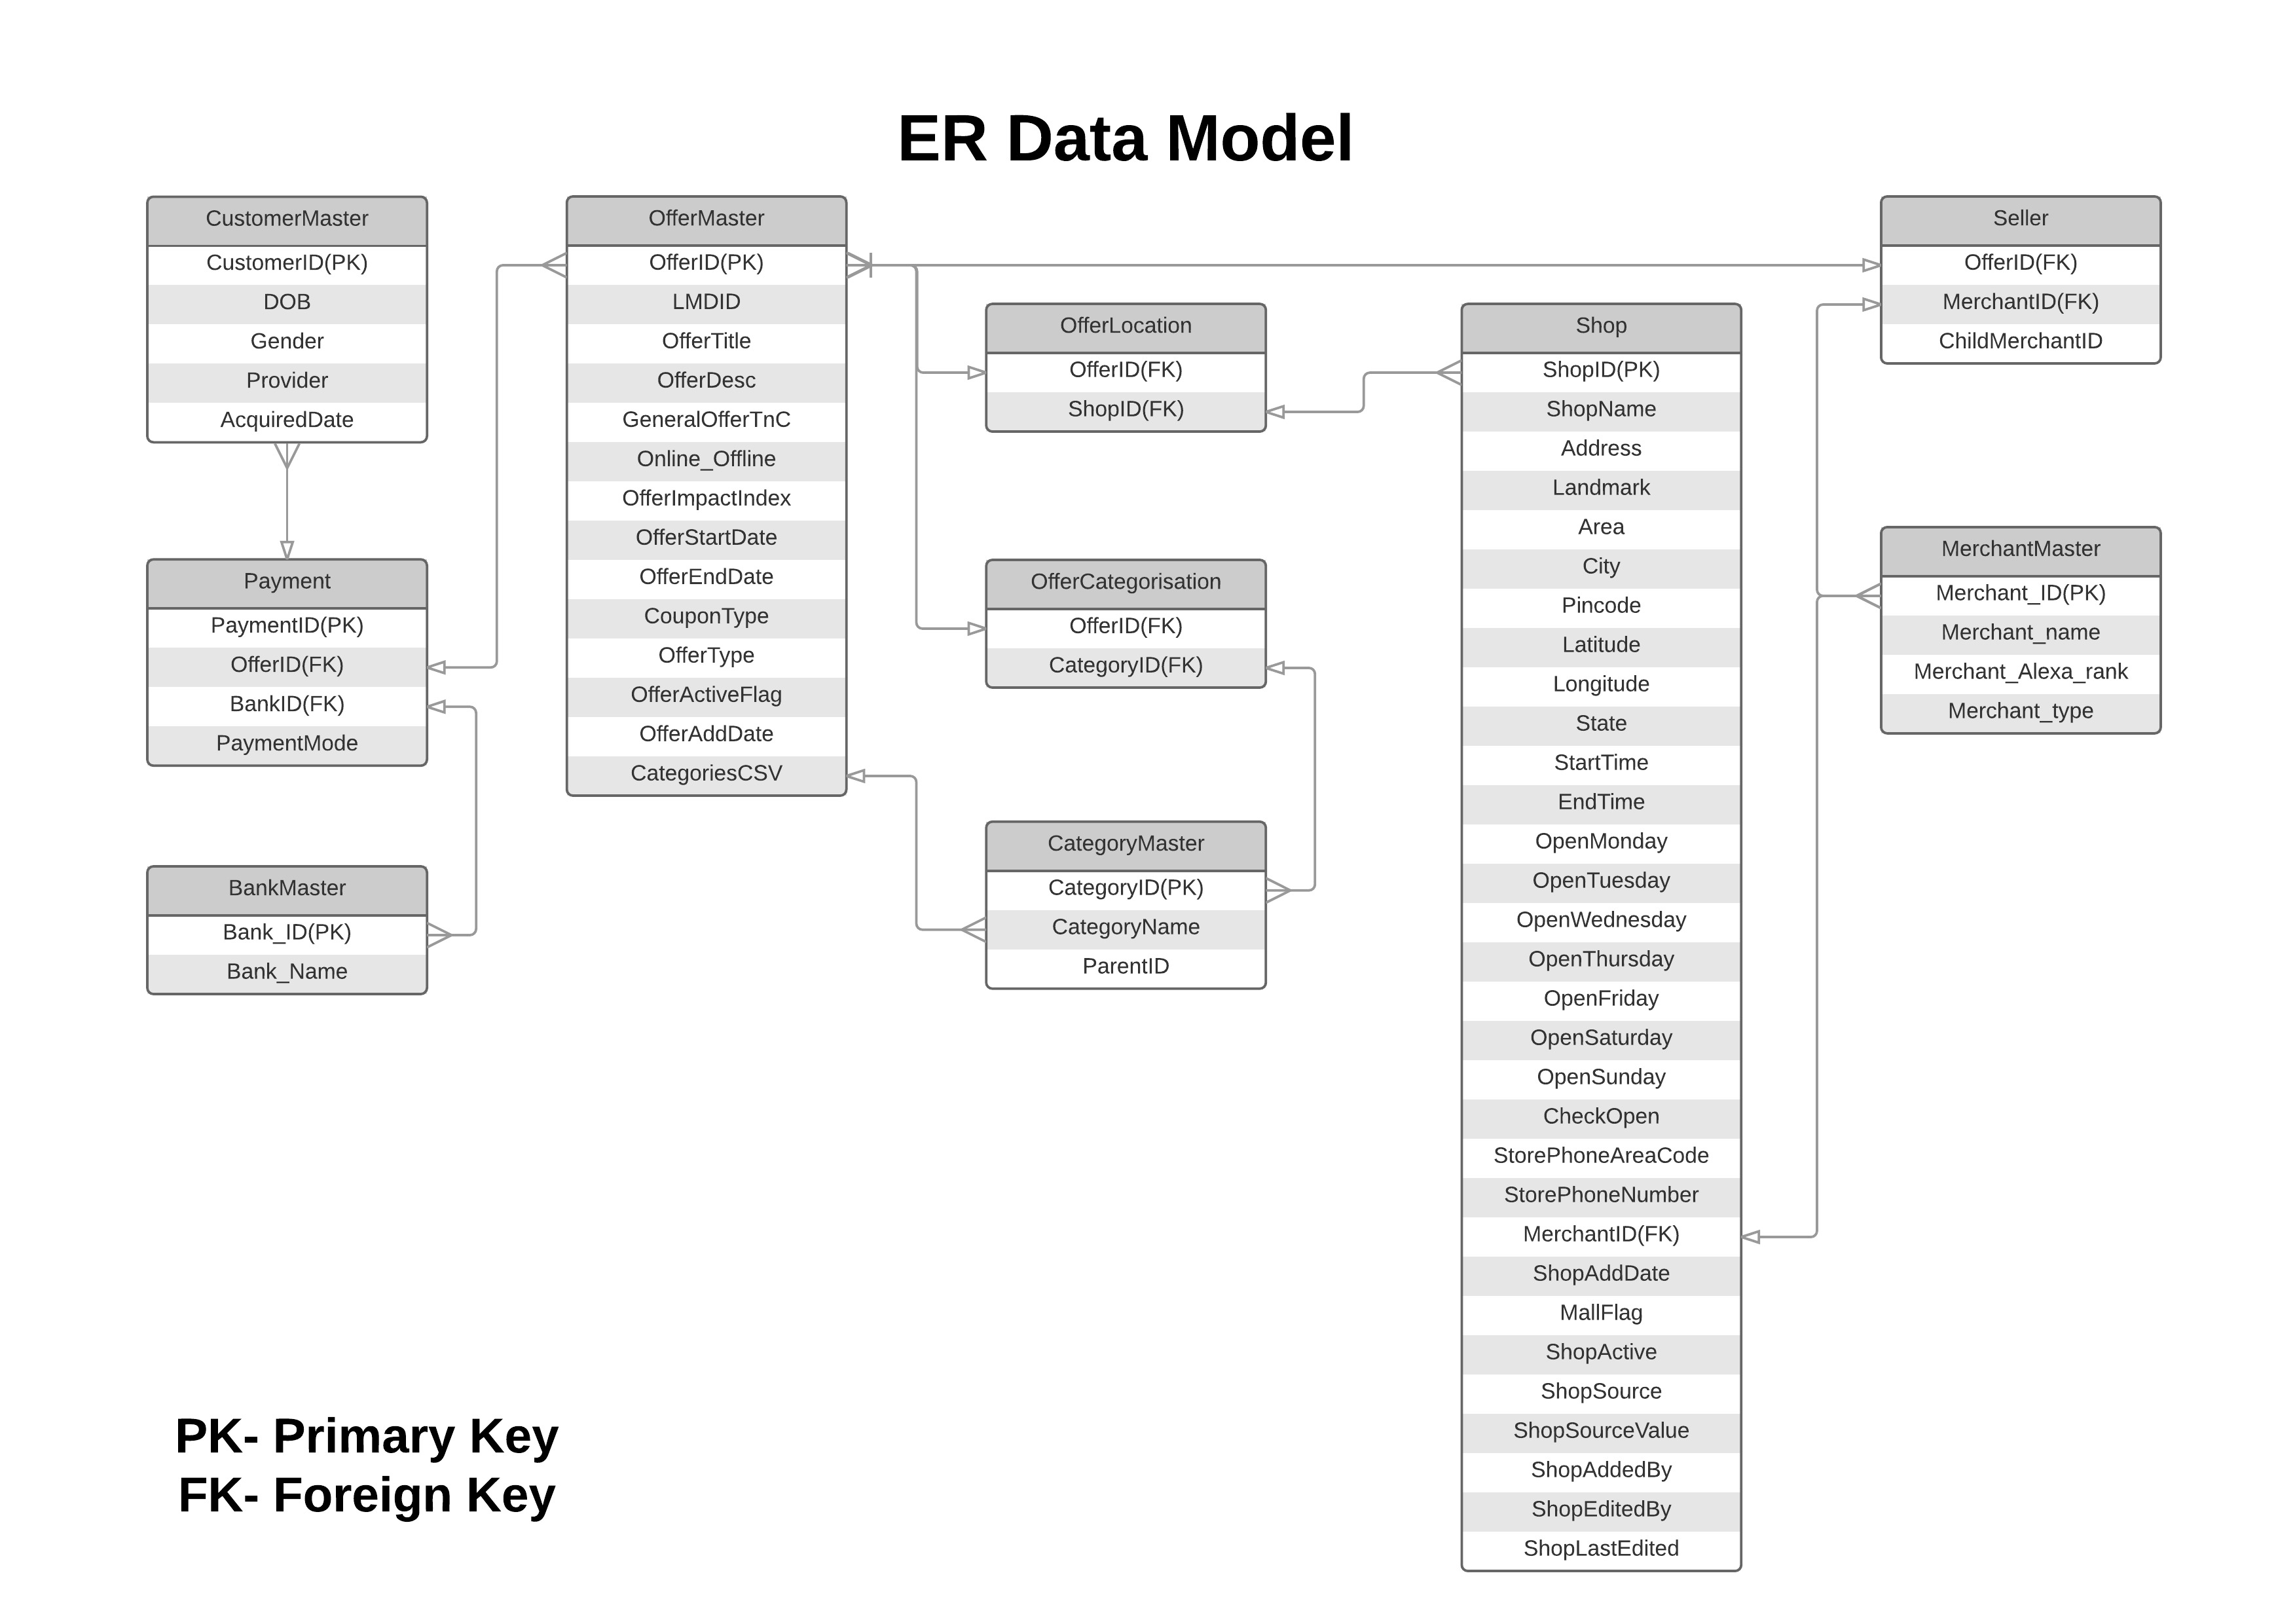 ER Data Model
CustomerMaster
CustomerID(PK)
DOB
Gender
Provider
AcquiredDate
Payment
PaymentID(PK)
OfferID(FK)
BankID(FK)
PaymentMode
BankMaster
Bank_ID(PK)
Bank_Name
OfferMaster
OfferID(PK)
LMDID
OfferTitle
OfferDesc
GeneralOfferTnC
Online_Offline
OfferImpactIndex
OfferStartDate
OfferEndDate
CouponType
OfferType
OfferActiveFlag
OfferAddDate
CategoriesCSV
OfferLocation
OfferID(FK)
ShopID(FK)
OfferCategorisation
OfferID(FK)
CategoryID(FK)
CategoryMaster
CategoryID(PK)
CategoryName
ParentID
Shop
ShopID(PK)
ShopName
Address
Landmark
Area
City
Pincode
Latitude
Longitude
State
StartTime
EndTime
OpenMonday
OpenTuesday
OpenWednesday
OpenThursday
OpenFriday
OpenSaturday
OpenSunday
CheckOpen
StorePhoneAreaCode
StorePhoneNumber
MerchantID(FK)
ShopAddDate
MallFlag
ShopActive
ShopSource
ShopSourceValue
ShopAddedBy
ShopEditedBy
ShopLastEdited
Seller
OfferID(FK)
MerchantID(FK)
ChildMerchantID
MerchantMaster
Merchant_ID(PK)
Merchant_name
Merchant_Alexa_rank
Merchant_type
PK- Primary Key
FK- Foreign Key